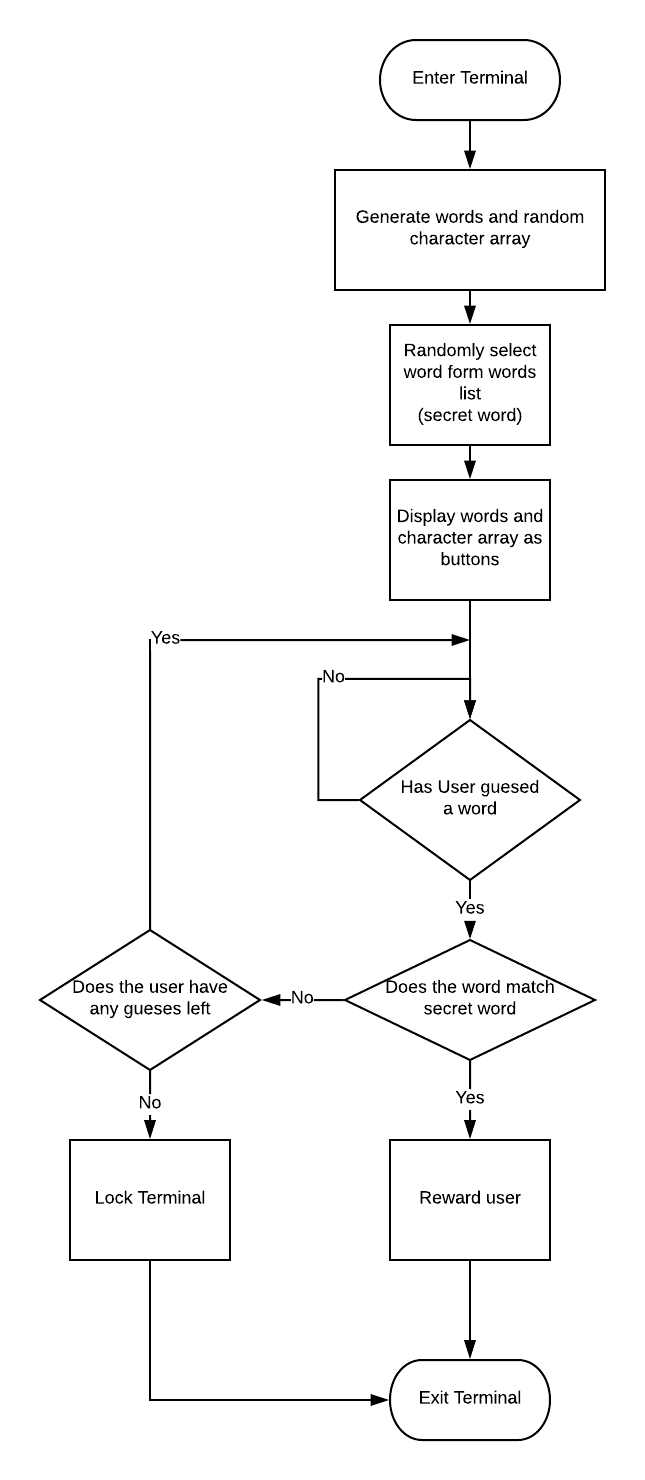 Enter Terminal
Generate words and random
character array
Randomly select
word form words
list
(secret word)
Display words and
character array as
buttons
Yes
No
Has User guesed
a word
Yes
Does the user have
any gueses left
No
Does the word match
secret word
No
Yes
Lock Terminal
Reward user
Exit Terminal